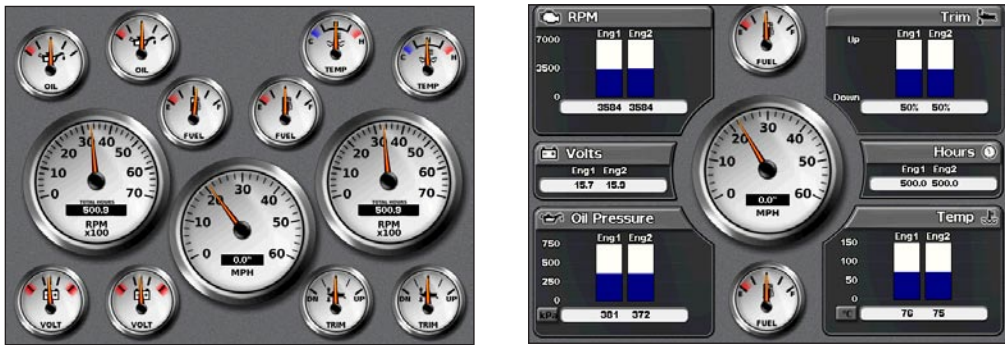 OIL
OIL
C H
TEMP
C H
TEMP
FUEL
FUEL
0 10 20 30 40 50 60 70
TOTAL HOURS
500.9
RPM
x100
0 10 20 30 40 50 60
0.0"
MPH
0 10 20 30 40 50 60 70
TOTAL HOURS
500.9
RPM
x100
VOLT
VOLT
DN UP
TRIM
DN UP
TRIM
RPM
Eng1 Eng2
7000
3500
0
3584 3584
FUEL
Trim
Eng1 Eng2
Up
Down
50% 50%
Volts
Eng1 Eng2
15.7 15.9
0 10 20 30 40 50 60
0.0"
MPH
Hours
Eng1 Eng2
500.0 500.0
Oil Pressure
Eng1 Eng2
750
500
250
0
kPa
381 372
FUEL
Temp
Eng1 Eng2
150
100
50
0
°C
76 75